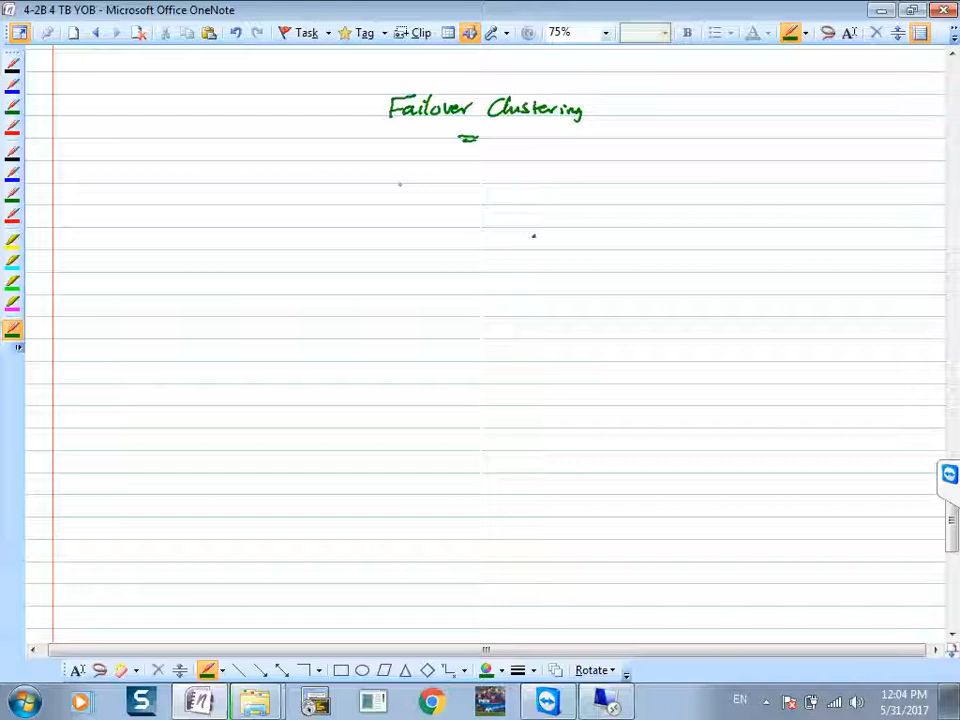 4-2B 4 TB YOB - Microsoft Office OneNote
Task Tag Clip 75% B A A
Failover Clustering
A Rotate
S EN 12:04 PM
5/31/2017